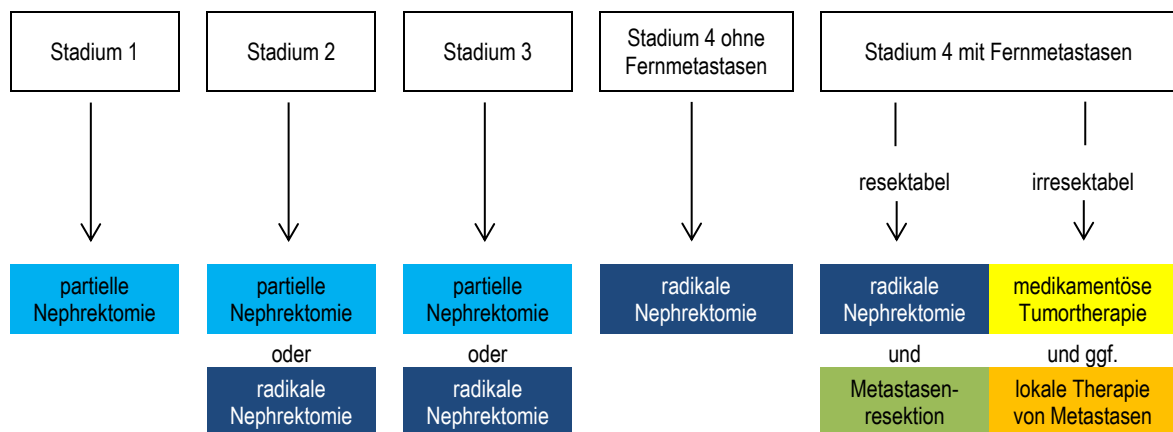 Stadium 1
Stadium 2
Stadium 3
Stadium 4 ohne
Fernmetastasen
Stadium 4 mit Fernmetastasen
resektabel
irresektabel
partielle
Nephrektomie
partielle
Nephrektomie
oder
radikale
Nephrektomie
partielle
Nephrektomie
oder
radikale
Nephrektomie
radikale
Nephrektomie
radikale
Nephrektomie
und
Metastasen-
resektion
medikamentöse
Tumortherapie
und ggf.
lokale Therapie
von Metastasen